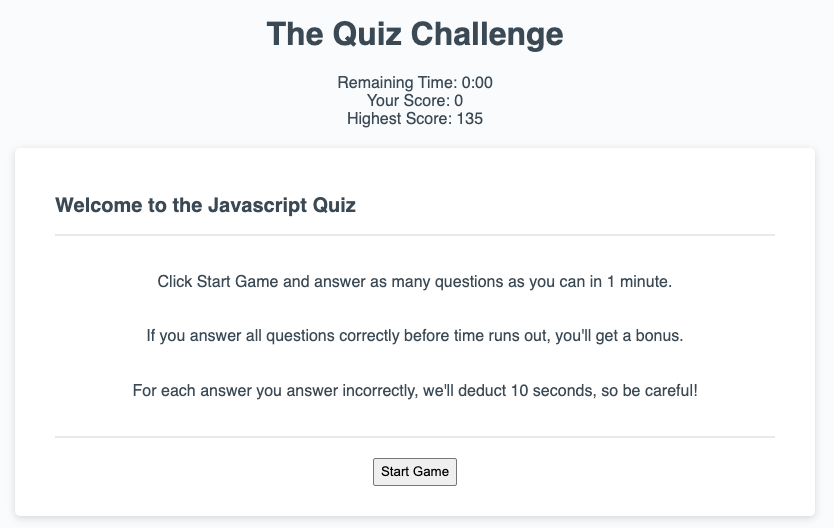 The Quiz Challenge
Remaining Time: 0:00
Your Score: 0
Highest Score: 135
Welcome to the Javascript Quiz
Click Start Game and answer as many questions as you can in 1 minute.
If you answer all questions correctly before time runs out, you'll get a bonus.
For each answer you answer incorrectly, we'll deduct 10 seconds, so be careful!
Start Game